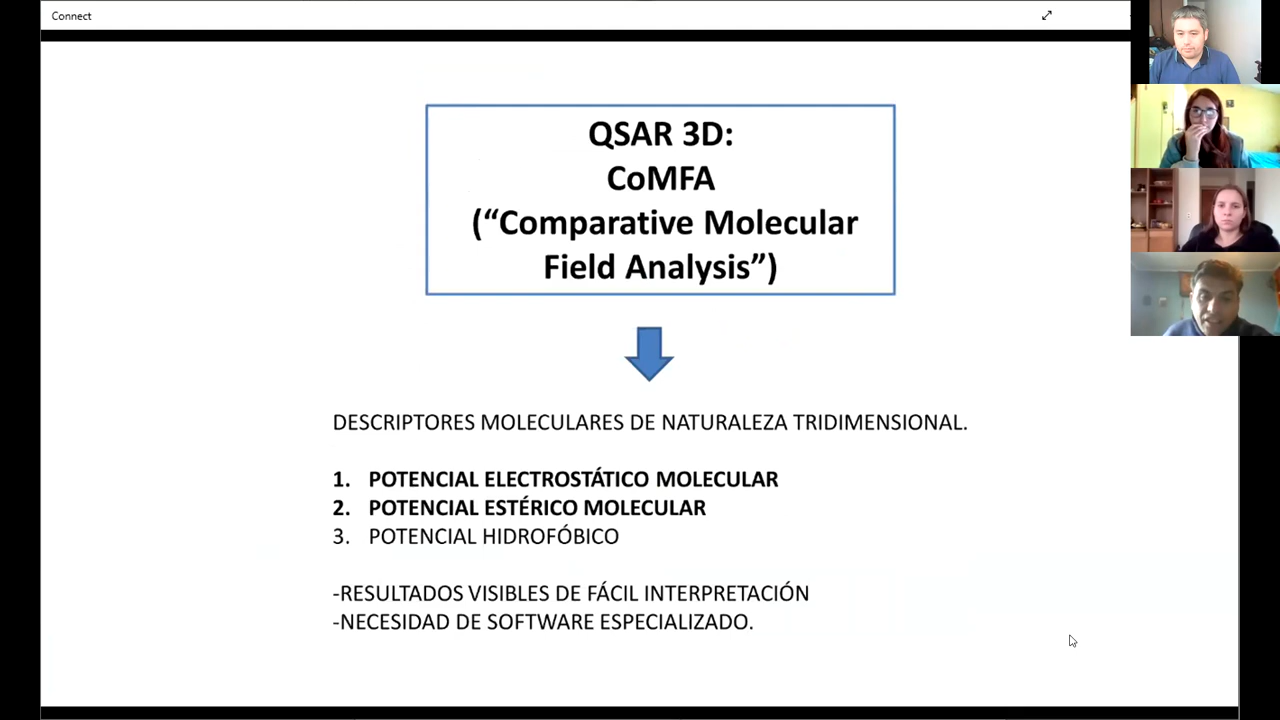 Connect
QSAR 3D:
CoMFA
(“Comparative Molecular
Field Analysis”)
DESCRIPTORES MOLECULARES DE NATURALEZA TRIDIMENSIONAL.
1. POTENCIAL ELECTROSTÁTICO MOLECULAR
2. POTENCIAL ESTÉRICO MOLECULAR
3. POTENCIAL HIDROFÓBICO
-RESULTADOS VISIBLES DE FÁCIL INTERPRETACIÓN
-NECESIDAD DE SOFTWARE ESPECIALIZADO.